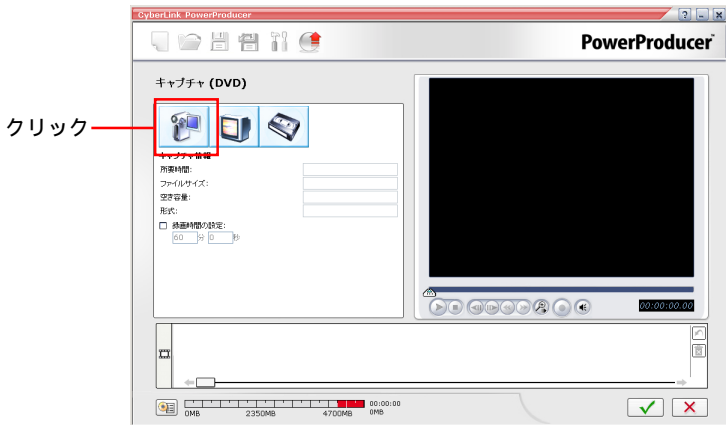 CyberLink PowerProducer
PowerProducer
キャプチャ (DVD)
クリック
キャプチャ情報
所要時間:
ファイルサイズ:
空き容量:
形式:
録画時間の設定:
60 分 0 秒
00:00:00.00
00:00:00
0MB 2350MB 4700MB 0MB